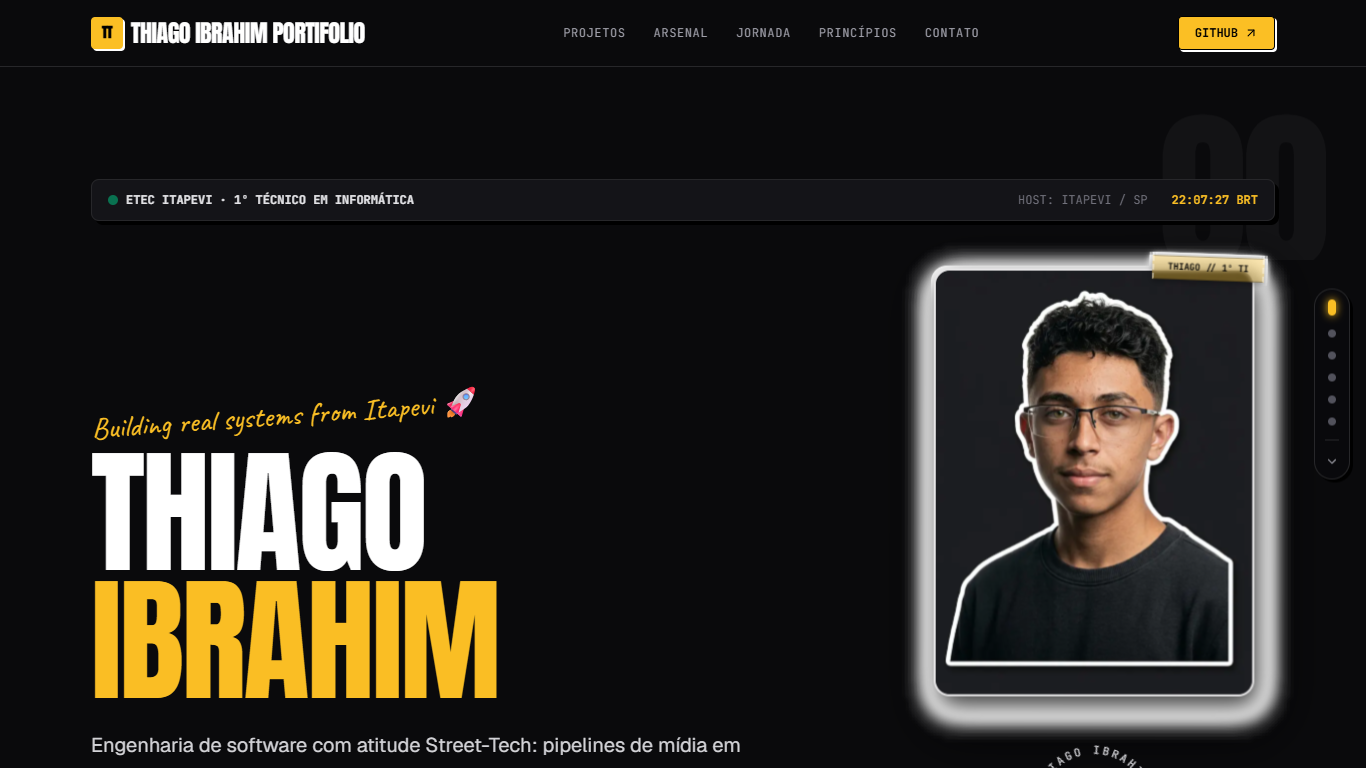 π THIAGO IBRAHIM PORTIFOLIO
PROJETOS ARSENAL JORNADA PRINCÍPIOS CONTATO
GITHUB
00
ETEC ITAPEVI · 1° TÉCNICO EM INFORMÁTICA
HOST: ITAPEVI / SP
22:07:27 BRT
THIAGO // 1° TI
Building real systems from Itapevi 🚀
THIAGO
IBRAHIM
Engenharia de software com atitude Street-Tech: pipelines de mídia em